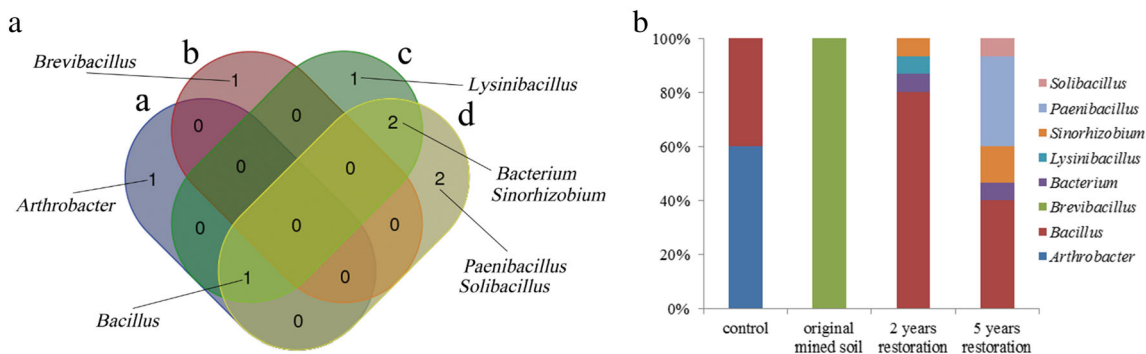 a
b
c
Brevibacillus
Lysinibacillus
a
d
Arthrobacter
Bacterium
Sinorhizobium
Paenibacillus
Solibacillus
Bacillus
1
1
0
0
2
1
0
0
2
0
0
0
1
0
0
b
100%
80%
60%
40%
20%
0%
control
original
mined soil
2 years
restoration
5 years
restoration
Solibacillus
Paenibacillus
Sinorhizobium
Lysinibacillus
Bacterium
Brevibacillus
Bacillus
Arthrobacter